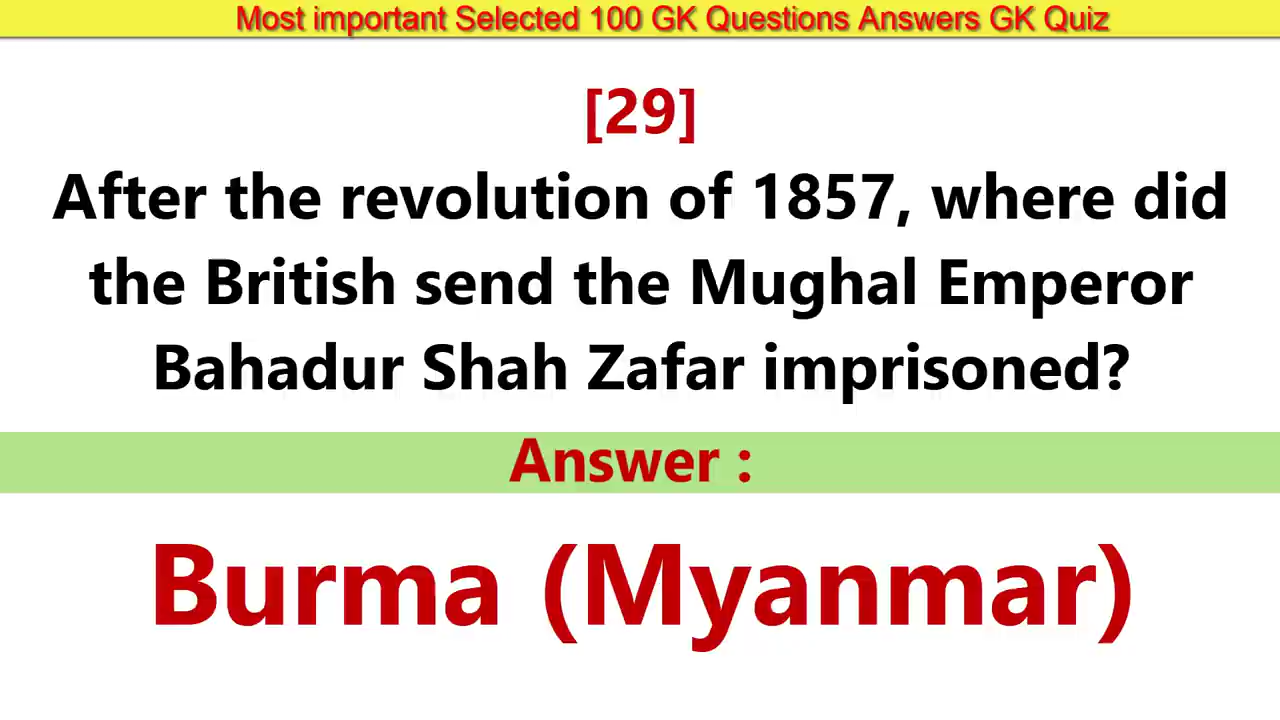 Most important Selected 100 GK Questions Answers GK Quiz
[29]
After the revolution of 1857, where did
the British send the Mughal Emperor
Bahadur Shah Zafar imprisoned?
Answer :
Burma (Myanmar)